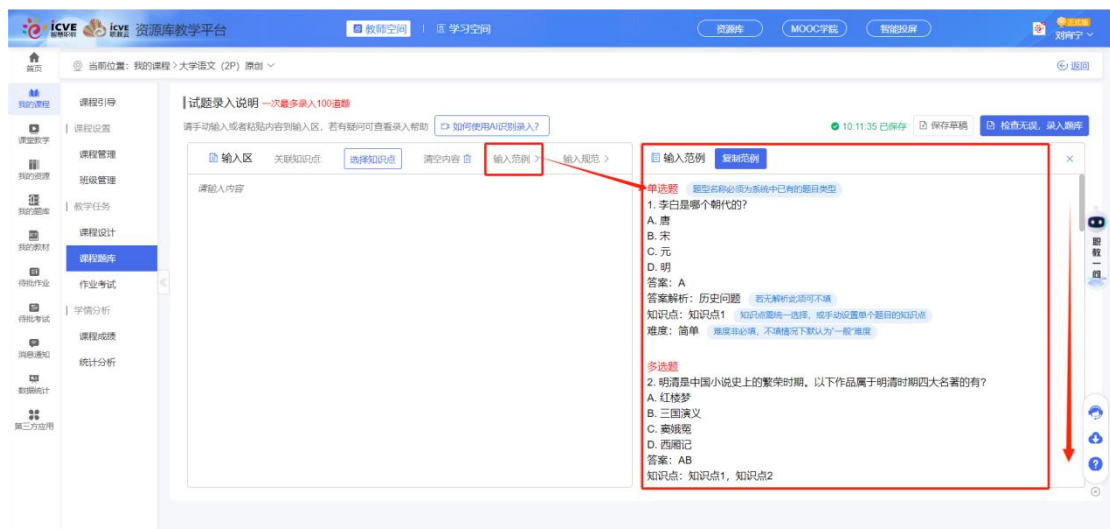 icve 智慧职教 icve 职教云 资源库教学平台 教师空间 | 学习空间 资源库 MOOC学院 智能投屏 刘向宁
首页 当前位置：我的课程 > 大学语文（2P）原创 返回
我的课程
课堂教学
我的资源
我的题库
我的教材
待批作业
待批考试
消息通知
数据统计
第三方应用
课程引导
课程设置
课程管理
班级管理
教学任务
课程设计
课程题库
作业考试
学情分析
课程成绩
统计分析
试题录入说明 一次最多录入100道题
请手动输入或者粘贴内容到输入区，若有疑问可查看录入帮助 如何使用AI识别录入? 10:11:35 已保存 保存草稿 检查无误，录入题库
输入区 关联知识点: 选择知识点 清空内容 输入范例 > 输入规范 >
请输入内容
输入范例 复制范例 ×
单选题 题型名称必须为系统中已有的题目类型
1. 李白是哪个朝代的?
A. 唐
B. 宋
C. 元
D. 明
答案：A
答案解析：历史问题 若无解析此项可不填
知识点：知识点1 知识点需统一选择，或手动设置单个题目的知识点
难度：简单 难度非必填，不填情况下默认为“一般”难度
多选题
2. 明清是中国小说史上的繁荣时期。以下作品属于明清时期四大名著的有?
A. 红楼梦
B. 三国演义
C. 窦娥冤
D. 西厢记
答案：AB
知识点：知识点1，知识点2
职教一问